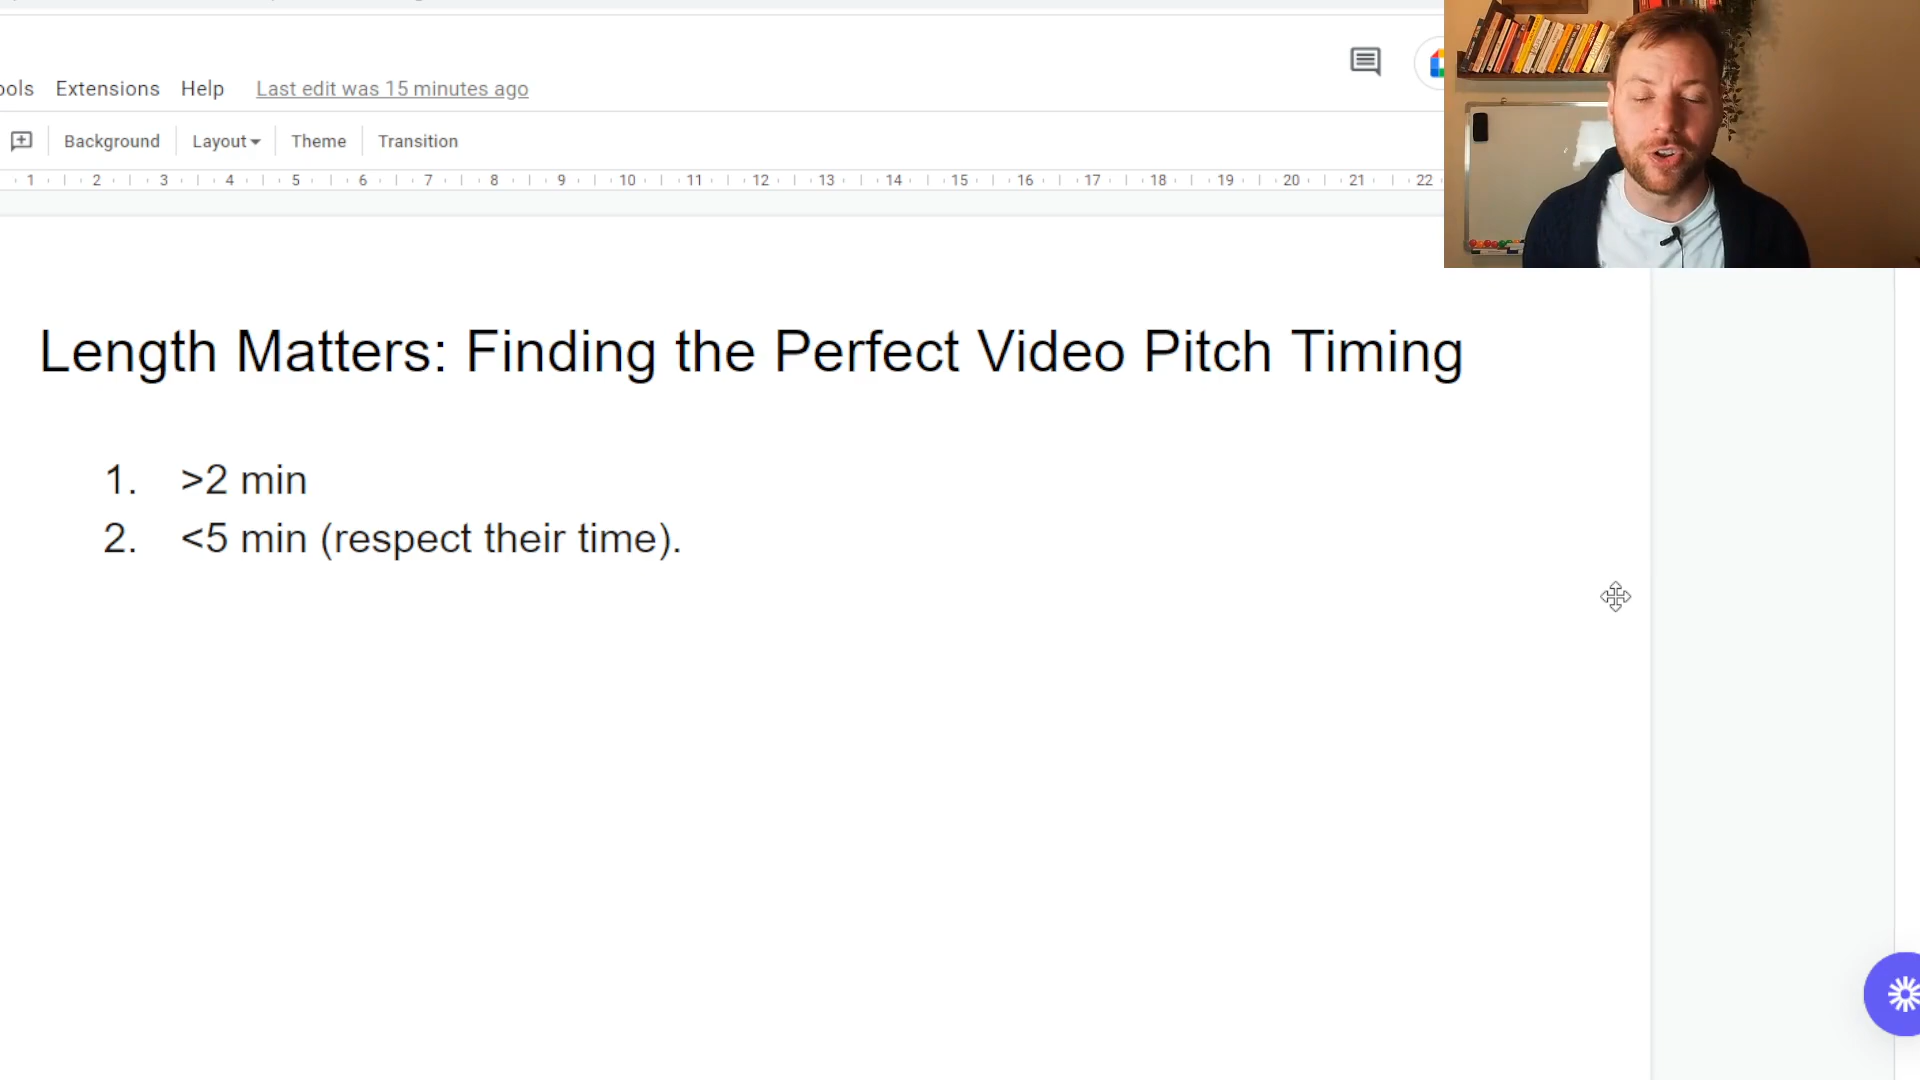 ools Extensions Help Last edit was 15 minutes ago
Background Layout Theme Transition
1 2 3 4 5 6 7 8 9 10 11 12 13 14 15 16 17 18 19 20 21 22
Length Matters: Finding the Perfect Video Pitch Timing
1. >2 min
2. <5 min (respect their time).